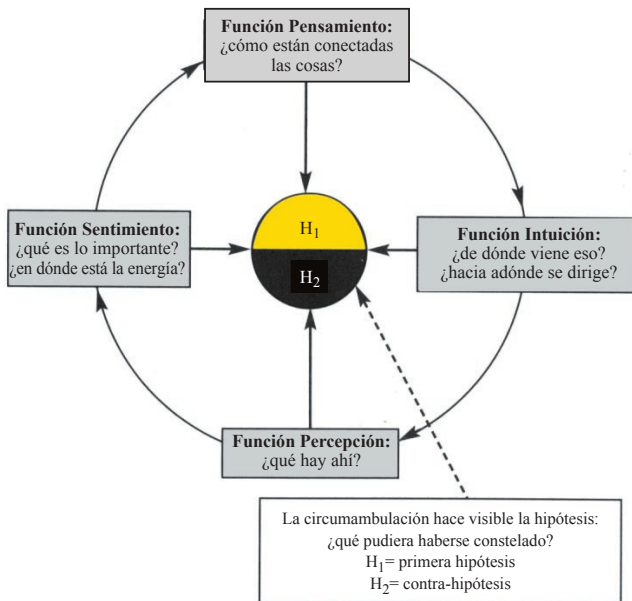 Función Pensamiento:
¿cómo están conectadas
las cosas?
Función Sentimiento:
¿qué es lo importante?
¿en dónde está la energía?
H₁
H₂
Función Intuición:
¿de dónde viene eso?
¿hacia adónde se dirige?
Función Percepción:
¿qué hay ahí?
La circumambulación hace visible la hipótesis:
¿qué pudiera haberse constelado?
H₁= primera hipótesis
H₂= contra-hipótesis